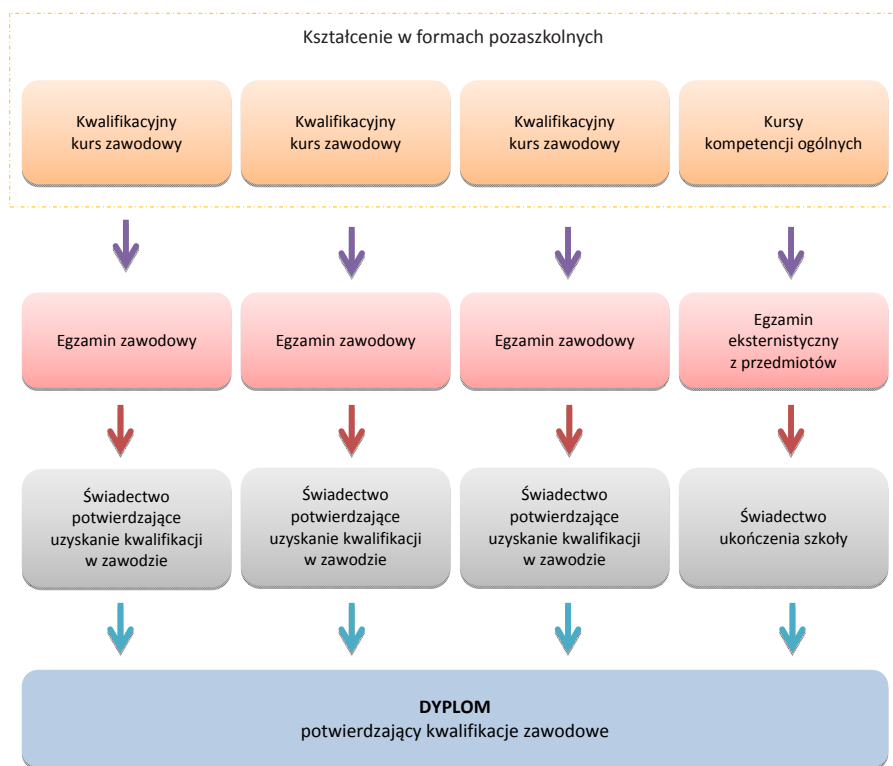 Kształcenie w formach pozaszkolnych
Kwalifikacyjny
kurs zawodowy
Kwalifikacyjny
kurs zawodowy
Kwalifikacyjny
kurs zawodowy
Kursy
kompetencji ogólnych
Egzamin zawodowy
Egzamin zawodowy
Egzamin zawodowy
Egzamin
eksternistyczny
z przedmiotów
Świadectwo
potwierdzające
uzyskanie kwalifikacji
w zawodzie
Świadectwo
potwierdzające
uzyskanie kwalifikacji
w zawodzie
Świadectwo
potwierdzające
uzyskanie kwalifikacji
w zawodzie
Świadectwo
ukończenia szkoły
DYPLOM
potwierdzający kwalifikacje zawodowe